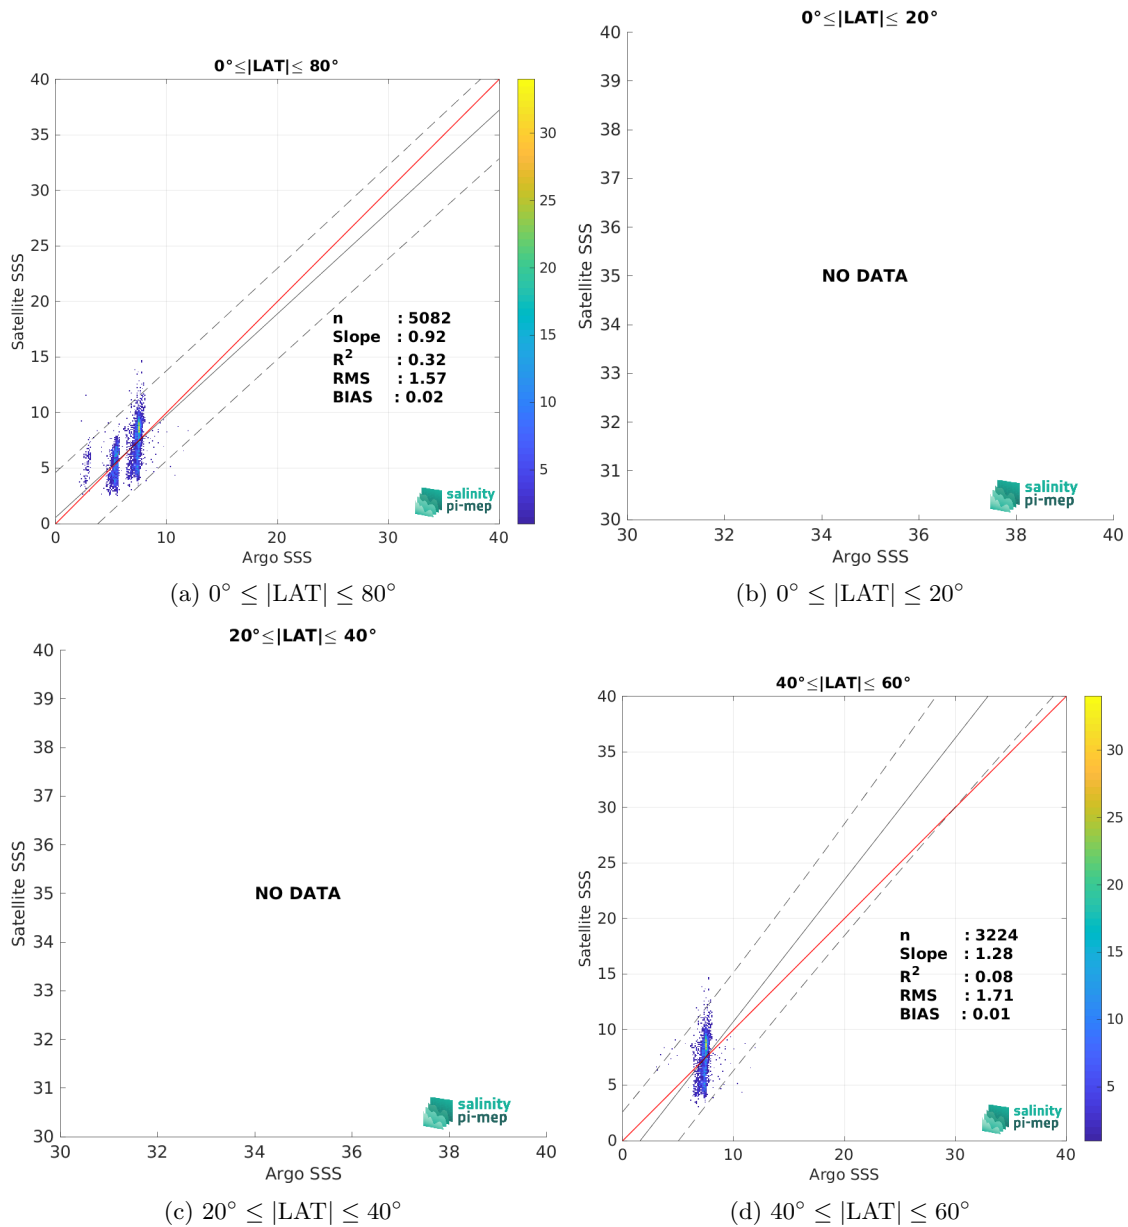 0°≤|LAT|≤ 80°
40
35
30
25
20
15
10
5
0
Satellite SSS
0
10
20
30
40
Argo SSS
30
25
20
15
10
5
n : 5082
Slope : 0.92
R² : 0.32
RMS : 1.57
BIAS : 0.02
salinity
pi-mep
(a) 0° ≤ |LAT| ≤ 80°
0°≤|LAT|≤ 20°
40
39
38
37
36
35
34
33
32
31
30
Satellite SSS
NO DATA
30
32
34
36
38
40
Argo SSS
salinity
pi-mep
(b) 0° ≤ |LAT| ≤ 20°
20°≤|LAT|≤ 40°
40
39
38
37
36
35
34
33
32
31
30
Satellite SSS
NO DATA
30
32
34
36
38
40
Argo SSS
salinity
pi-mep
(c) 20° ≤ |LAT| ≤ 40°
40°≤|LAT|≤ 60°
40
35
30
25
20
15
10
5
0
Satellite SSS
0
10
20
30
40
Argo SSS
30
25
20
15
10
5
n : 3224
Slope : 1.28
R² : 0.08
RMS : 1.71
BIAS : 0.01
salinity
pi-mep
(d) 40° ≤ |LAT| ≤ 60°